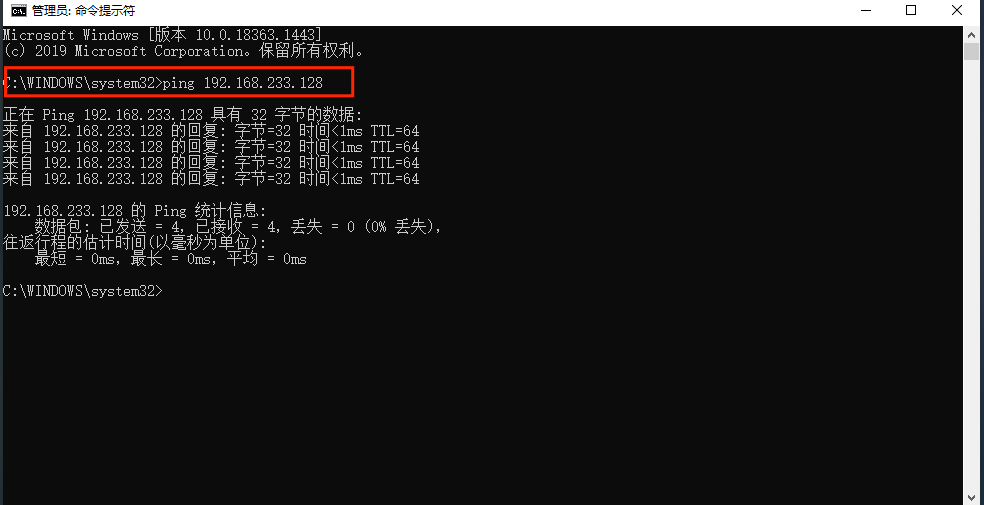 管理员: 命令提示符
Microsoft Windows [版本 10.0.18363.1443]
(c) 2019 Microsoft Corporation。保留所有权利。
C:\WINDOWS\system32>ping 192.168.233.128
正在 Ping 192.168.233.128 具有 32 字节的数据:
来自 192.168.233.128 的回复: 字节=32 时间<1ms TTL=64
来自 192.168.233.128 的回复: 字节=32 时间<1ms TTL=64
来自 192.168.233.128 的回复: 字节=32 时间<1ms TTL=64
来自 192.168.233.128 的回复: 字节=32 时间<1ms TTL=64
192.168.233.128 的 Ping 统计信息:
数据包: 已发送 = 4，已接收 = 4，丢失 = 0 (0% 丢失)，
往返行程的估计时间(以毫秒为单位):
最短 = 0ms，最长 = 0ms，平均 = 0ms
C:\WINDOWS\system32>